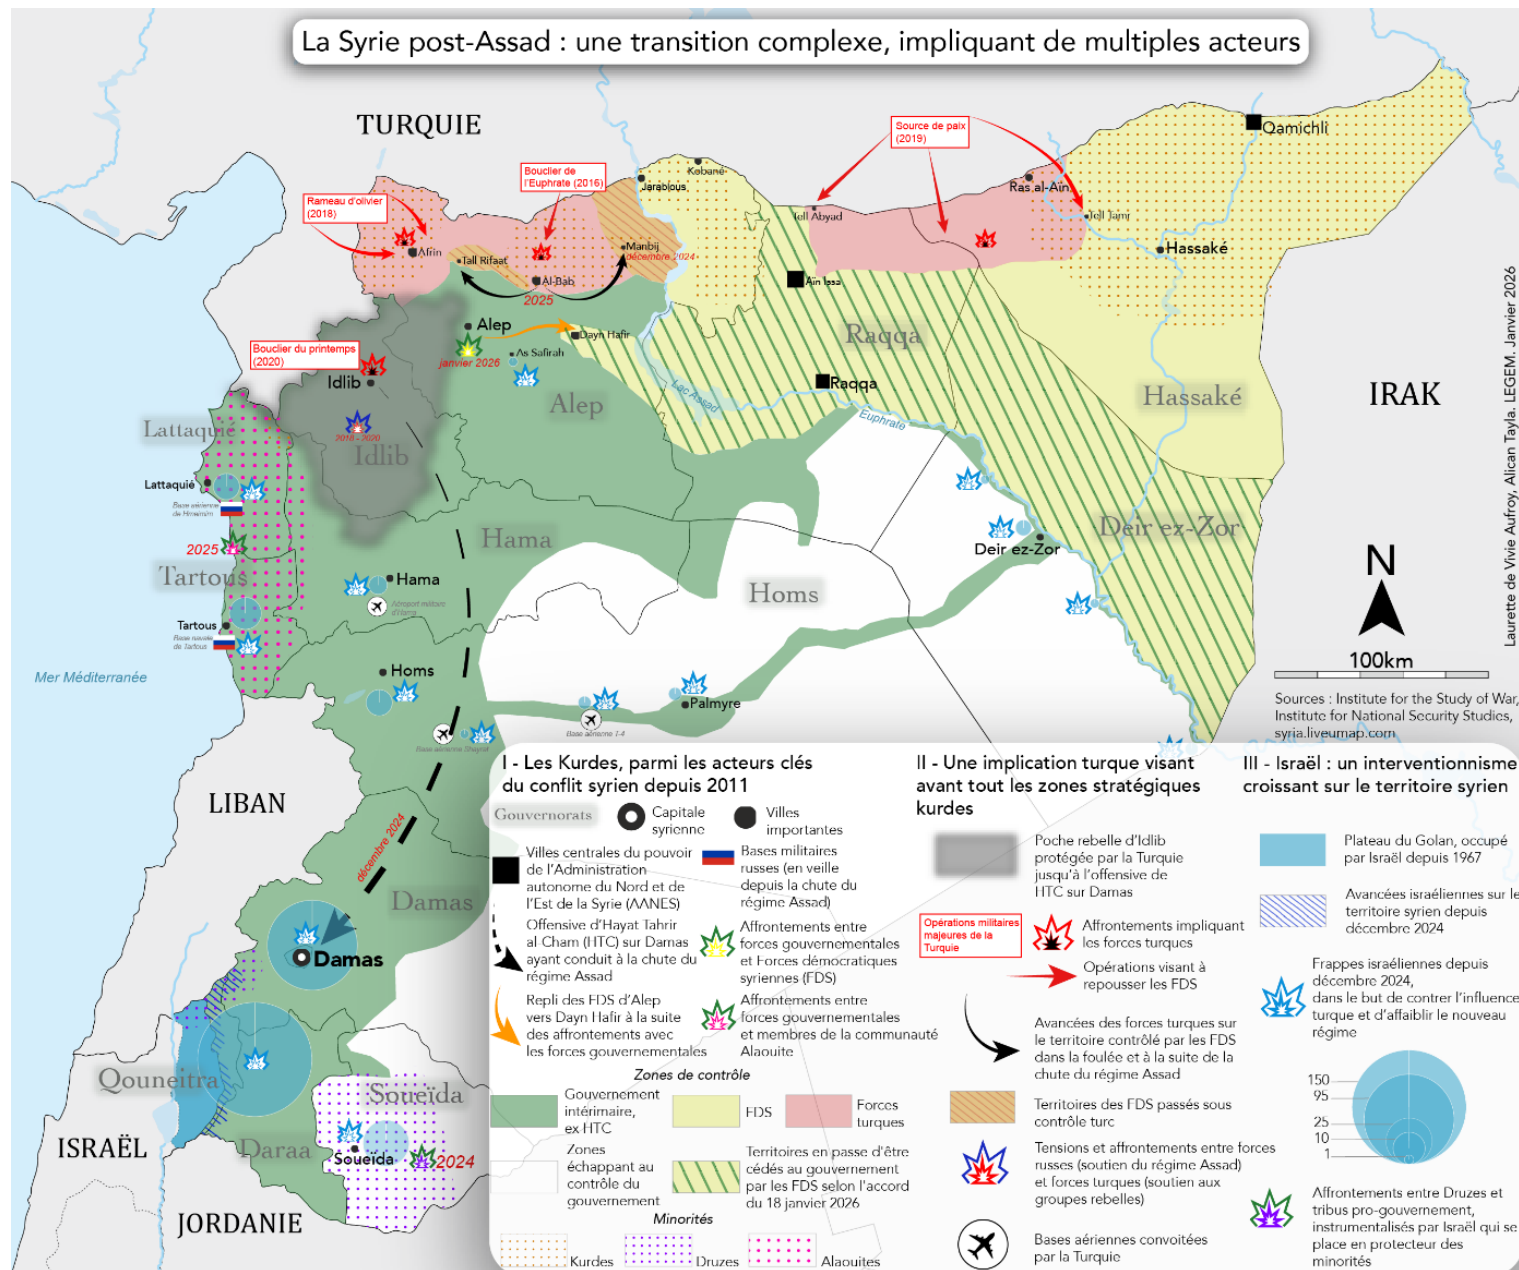 La Syrie post-Assad : une transition complexe, impliquant de multiples acteurs
TURQUIE
Source de paix
(2019)
Qamichli
Bouclier de
l'Euphrate (2016)
Kobané
Jarablous
Rameau d'olivier
(2018)
Ras al-Aïn
Tell Abyad
Tell Tamr
Afrin
Tall Rifaat
Manbij
décembre 2024
Hassaké
Al-Bab
2025
Aïn Issa
Alep
janvier 2026
Dayn Hafir
As Safirah
Raqqa
Bouclier du printemps
(2020)
Idlib
Raqqa
Lac Assad
Euphrate
Alep
Hassaké
IRAK
2018 - 2020
Idlib
Lattaquié
Lattaquié
Base aérienne
de Hmeimim
2025
Tartous
Hama
Hama
Aéroport militaire
d'Hama
Tartous
Base navale
de Tartous
Homs
Deir ez-Zor
Deir ez-Zor
Homs
Palmyre
Base aérienne T-4
Base aérienne Shayrat
Mer Méditerranée
LIBAN
décembre 2024
Damas
Damas
Qouneitra
Soueïda
Daraa
Soueïda
2024
ISRAËL
JORDANIE
N
100km
Sources : Institute for the Study of War,
Institute for National Security Studies,
syria.liveumap.com
Laurette de Vivie Aufroy, Alican Tayla. LEGEM. Janvier 2026
I - Les Kurdes, parmi les acteurs clés
du conflit syrien depuis 2011
Gouvernorats
Capitale
syrienne
Villes
importantes
Villes centrales du pouvoir
de l'Administration
autonome du Nord et de
l'Est de la Syrie (AANES)
Bases militaires
russes (en veille
depuis la chute du
régime Assad)
Offensive d'Hayat Tahrir
al Cham (HTC) sur Damas
ayant conduit à la chute du
régime Assad
Affrontements entre
forces gouvernementales
et Forces démocratiques
syriennes (FDS)
Repli des FDS d'Alep
vers Dayn Hafir à la suite
des affrontements avec
les forces gouvernementales
Affrontements entre
forces gouvernementales
et membres de la communauté
Alaouite
Zones de contrôle
Gouvernement
intérimaire,
ex HTC
FDS
Forces
turques
Zones
échappant au
contrôle du
gouvernement
Territoires en passe d'être
cédés au gouvernement
par les FDS selon l'accord
du 18 janvier 2026
Minorités
Kurdes
Druzes
Alaouites
II - Une implication turque visant
avant tout les zones stratégiques
kurdes
Poche rebelle d'Idlib
protégée par la Turquie
jusqu'à l'offensive de
HTC sur Damas
Opérations militaires
majeures de la
Turquie
Affrontements impliquant
les forces turques
Opérations visant à
repousser les FDS
Avancées des forces turques sur
le territoire contrôlé par les FDS
dans la foulée et à la suite de la
chute du régime Assad
Territoires des FDS passés sous
contrôle turc
Tensions et affrontements entre forces
russes (soutien du régime Assad)
et forces turques (soutien aux
groupes rebelles)
Bases aériennes convoitées
par la Turquie
III - Israël : un interventionnisme
croissant sur le territoire syrien
Plateau du Golan, occupé
par Israël depuis 1967
Avancées israéliennes sur le
territoire syrien depuis
décembre 2024
Frappes israéliennes depuis
décembre 2024,
dans le but de contrer l'influence
turque et d'affaiblir le nouveau
régime
150
95
25
10
1
Affrontements entre Druzes et
tribus pro-gouvernement,
instrumentalisés par Israël qui se
place en protecteur des
minorités